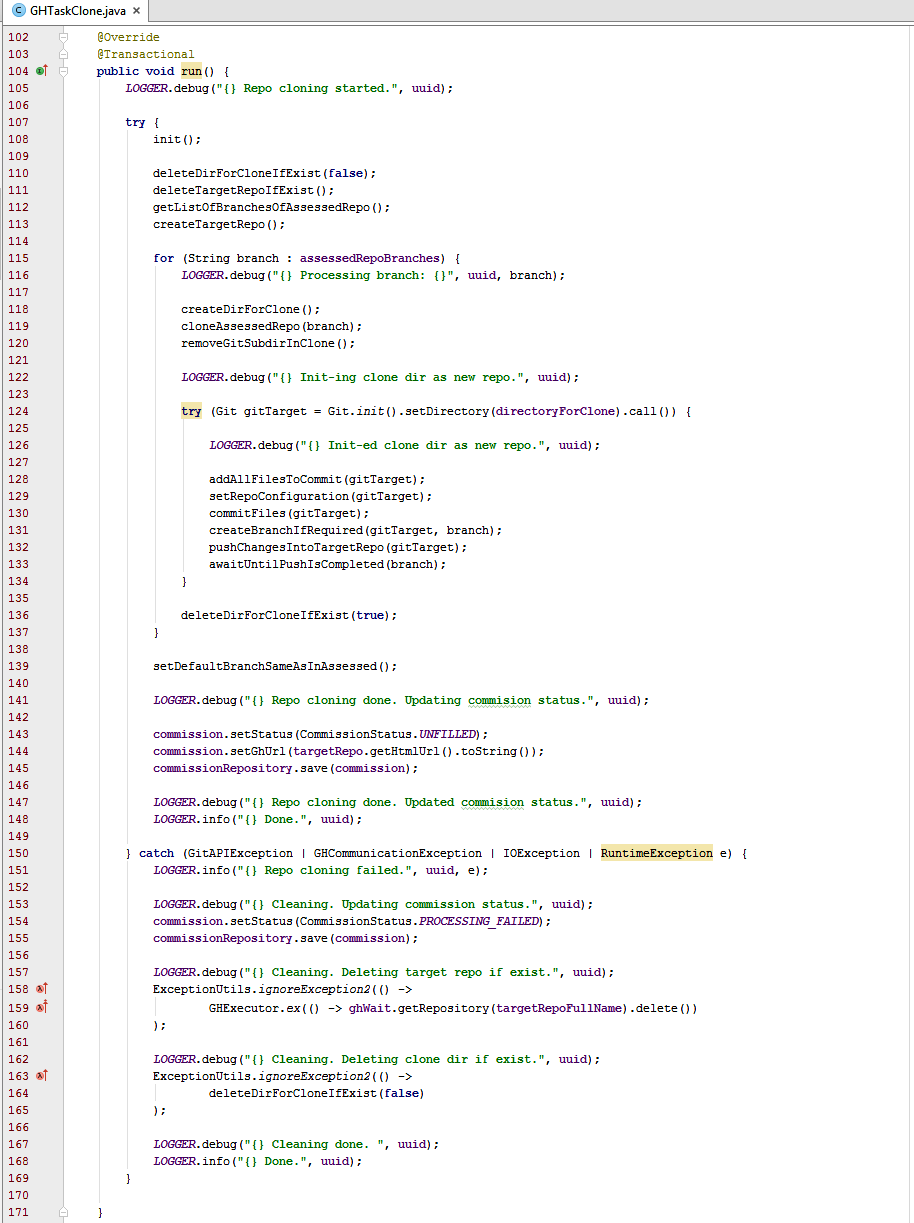 GHTaskClone.java
102 @Override
103 @Transactional
104 public void run() {
105 LOGGER.debug("{} Repo cloning started.", uuid);
106
107 try {
108 init();
109
110 deleteDirForCloneIfExist(false);
111 deleteTargetRepoIfExist();
112 getListOfBranchesOfAssessedRepo();
113 createTargetRepo();
114
115 for (String branch : assessedRepoBranches) {
116 LOGGER.debug("{} Processing branch: {}", uuid, branch);
117
118 createDirForClone();
119 cloneAssessedRepo(branch);
120 removeGitSubdirInClone();
121
122 LOGGER.debug("{} Init-ing clone dir as new repo.", uuid);
123
124 try (Git gitTarget = Git.init().setDirectory(directoryForClone).call()) {
125
126 LOGGER.debug("{} Init-ed clone dir as new repo.", uuid);
127
128 addAllFilesToCommit(gitTarget);
129 setRepoConfiguration(gitTarget);
130 commitFiles(gitTarget);
131 createBranchIfRequired(gitTarget, branch);
132 pushChangesIntoTargetRepo(gitTarget);
133 awaitUntilPushIsCompleted(branch);
134 }
135
136 deleteDirForCloneIfExist(true);
137 }
138
139 setDefaultBranchSameAsInAssessed();
140
141 LOGGER.debug("{} Repo cloning done. Updating commision status.", uuid);
142
143 commission.setStatus(CommissionStatus.UNFILLED);
144 commission.setGhUrl(targetRepo.getHtmlUrl().toString());
145 commissionRepository.save(commission);
146
147 LOGGER.debug("{} Repo cloning done. Updated commision status.", uuid);
148 LOGGER.info("{} Done.", uuid);
149
150 } catch (GitAPIException | GHCommunicationException | IOException | RuntimeException e) {
151 LOGGER.info("{} Repo cloning failed.", uuid, e);
152
153 LOGGER.debug("{} Cleaning. Updating commission status.", uuid);
154 commission.setStatus(CommissionStatus.PROCESSING_FAILED);
155 commissionRepository.save(commission);
156
157 LOGGER.debug("{} Cleaning. Deleting target repo if exist.", uuid);
158 ExceptionUtils.ignoreException2(() ->
159 GHExecutor.ex(() -> ghWait.getRepository(targetRepoFullName).delete())
160 );
161
162 LOGGER.debug("{} Cleaning. Deleting clone dir if exist.", uuid);
163 ExceptionUtils.ignoreException2(() ->
164 deleteDirForCloneIfExist(false)
165 );
166
167 LOGGER.debug("{} Cleaning done. ", uuid);
168 LOGGER.info("{} Done.", uuid);
169 }
170
171 }